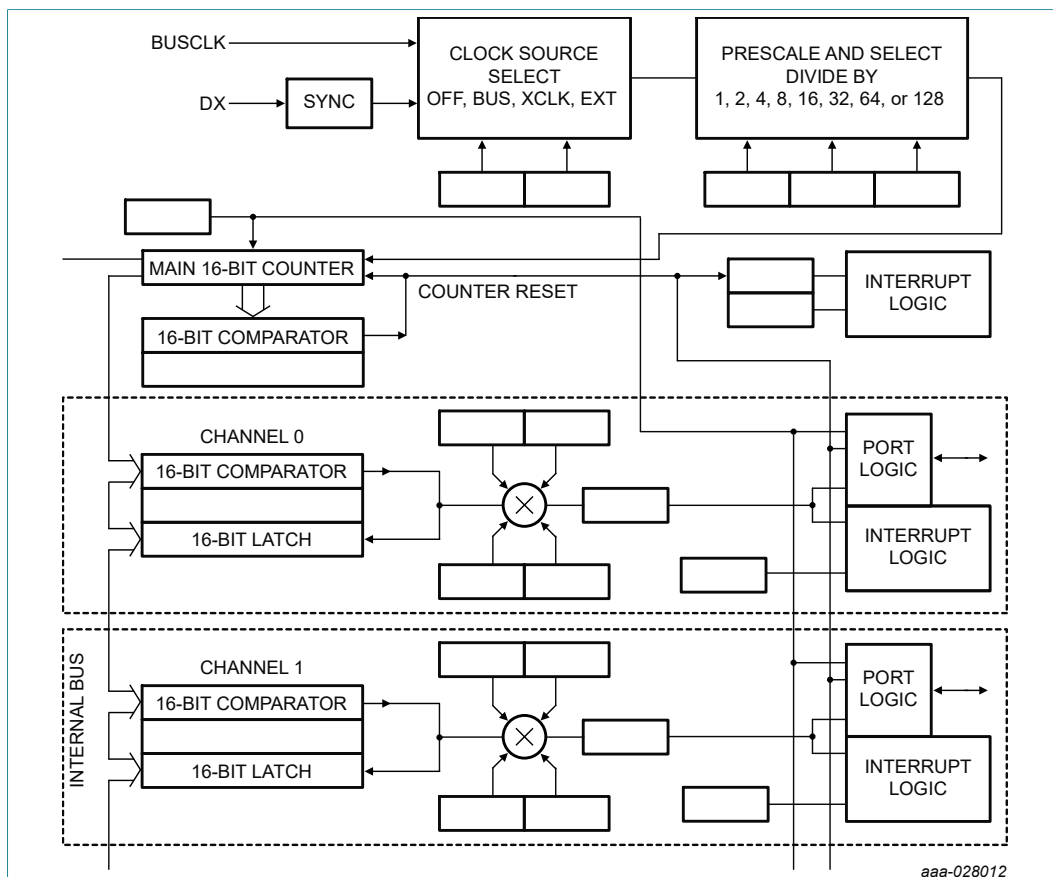 BUSCLK
CLOCK SOURCE
SELECT
OFF, BUS, XCLK, EXT
PRESCALE AND SELECT
DIVIDE BY
1, 2, 4, 8, 16, 32, 64, or 128
DX
SYNC
MAIN 16-BIT COUNTER
COUNTER RESET
INTERRUPT
LOGIC
16-BIT COMPARATOR
CHANNEL 0
16-BIT COMPARATOR
16-BIT LATCH
PORT
LOGIC
INTERRUPT
LOGIC
INTERNAL BUS
CHANNEL 1
16-BIT COMPARATOR
16-BIT LATCH
PORT
LOGIC
INTERRUPT
LOGIC
aaa-028012